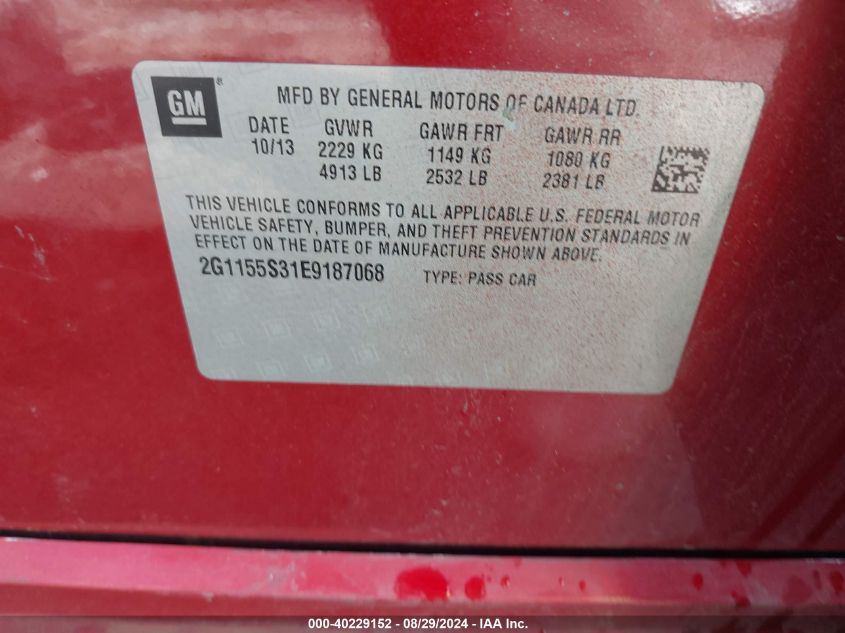 GM ®
MFD BY GENERAL MOTORS OF CANADA LTD.
DATE GVWR GAWR FRT GAWR RR
10/13 2229 KG 1149 KG 1080 KG
4913 LB 2532 LB 2381 LB
THIS VEHICLE CONFORMS TO ALL APPLICABLE U.S. FEDERAL MOTOR
VEHICLE SAFETY, BUMPER, AND THEFT PREVENTION STANDARDS IN
EFFECT ON THE DATE OF MANUFACTURE SHOWN ABOVE.
2G1155S31E9187068 TYPE: PASS CAR
000-40229152 - 08/29/2024 - IAA Inc.